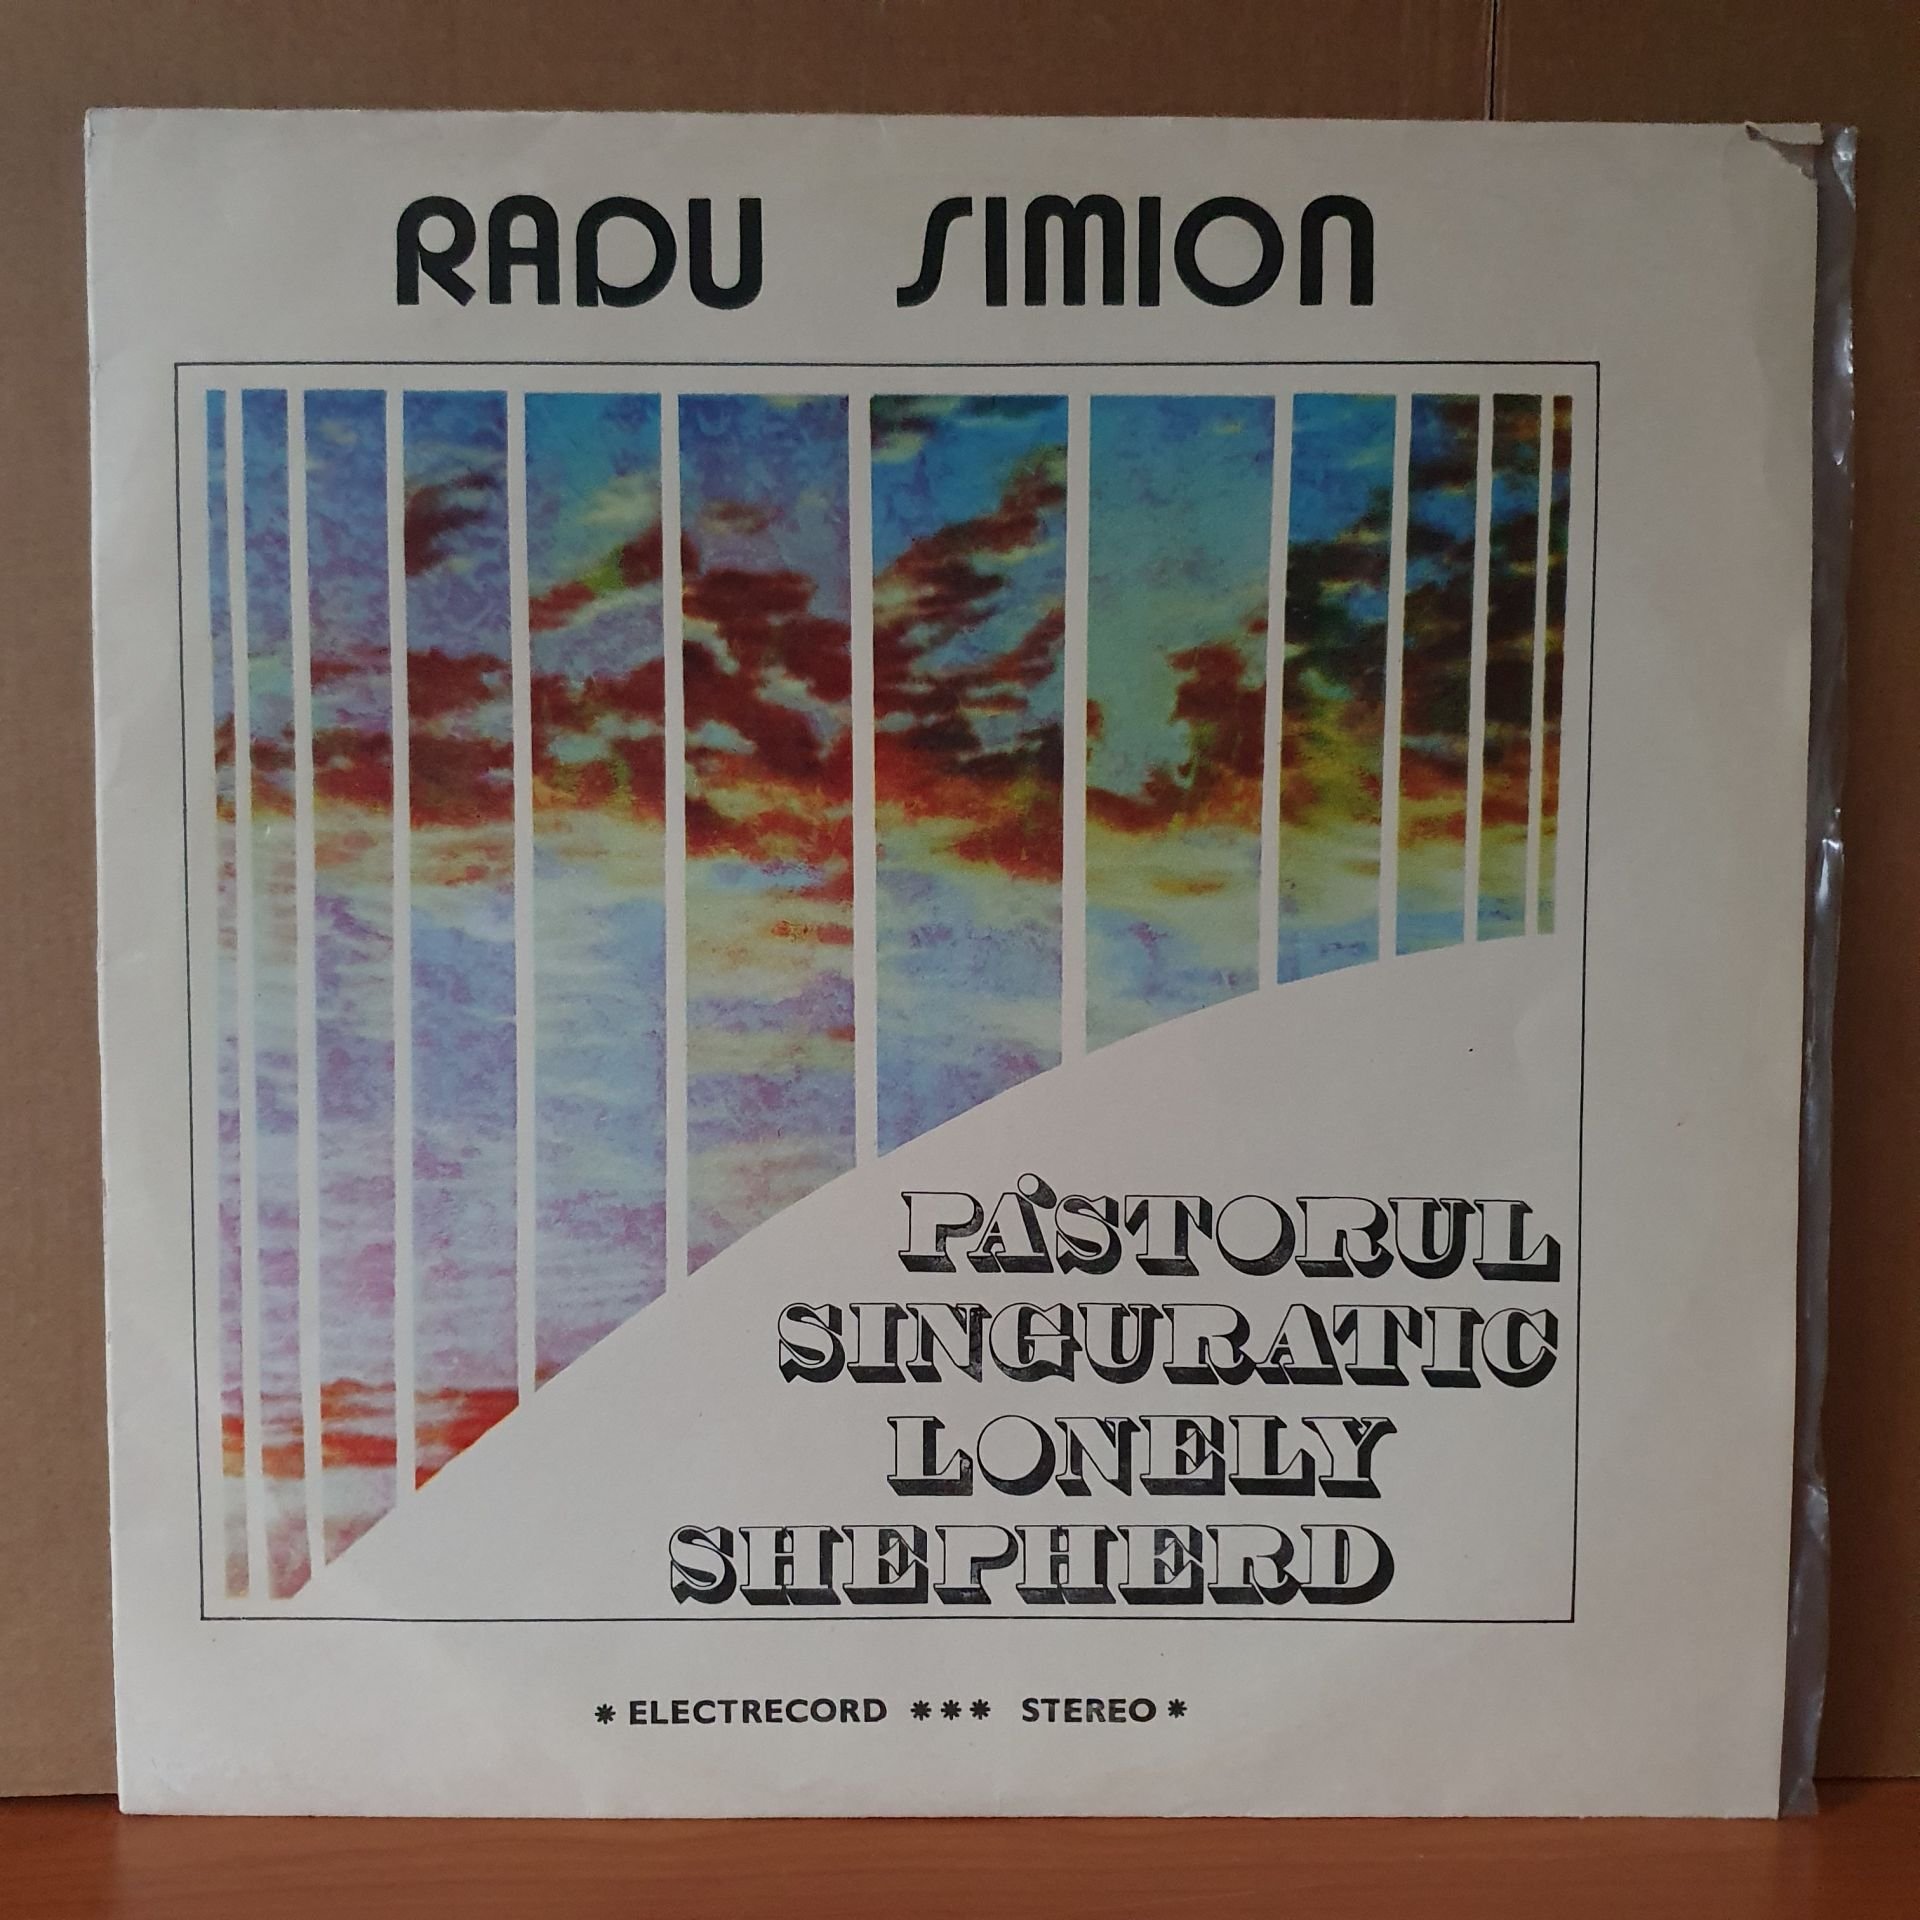 RADU SIMION
PĂSTORUL
SINGURATIC
LONELY
SHEPHERD
* ELECTRECORD *** STEREO *